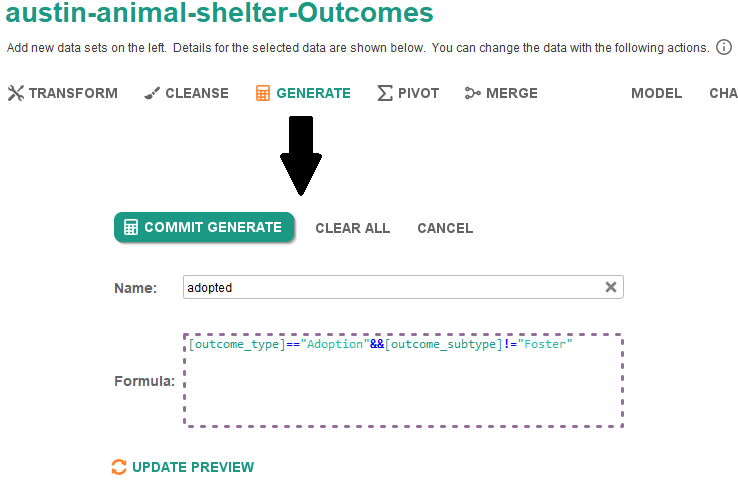 austin-animal-shelter-Outcomes
Add new data sets on the left. Details for the selected data are shown below. You can change the data with the following actions.
TRANSFORM CLEANSE GENERATE PIVOT MERGE MODEL CHA
COMMIT GENERATE CLEAR ALL CANCEL
Name: adopted
[outcome_type]=="Adoption"&&[outcome_subtype]!="Foster"
Formula:
UPDATE PREVIEW